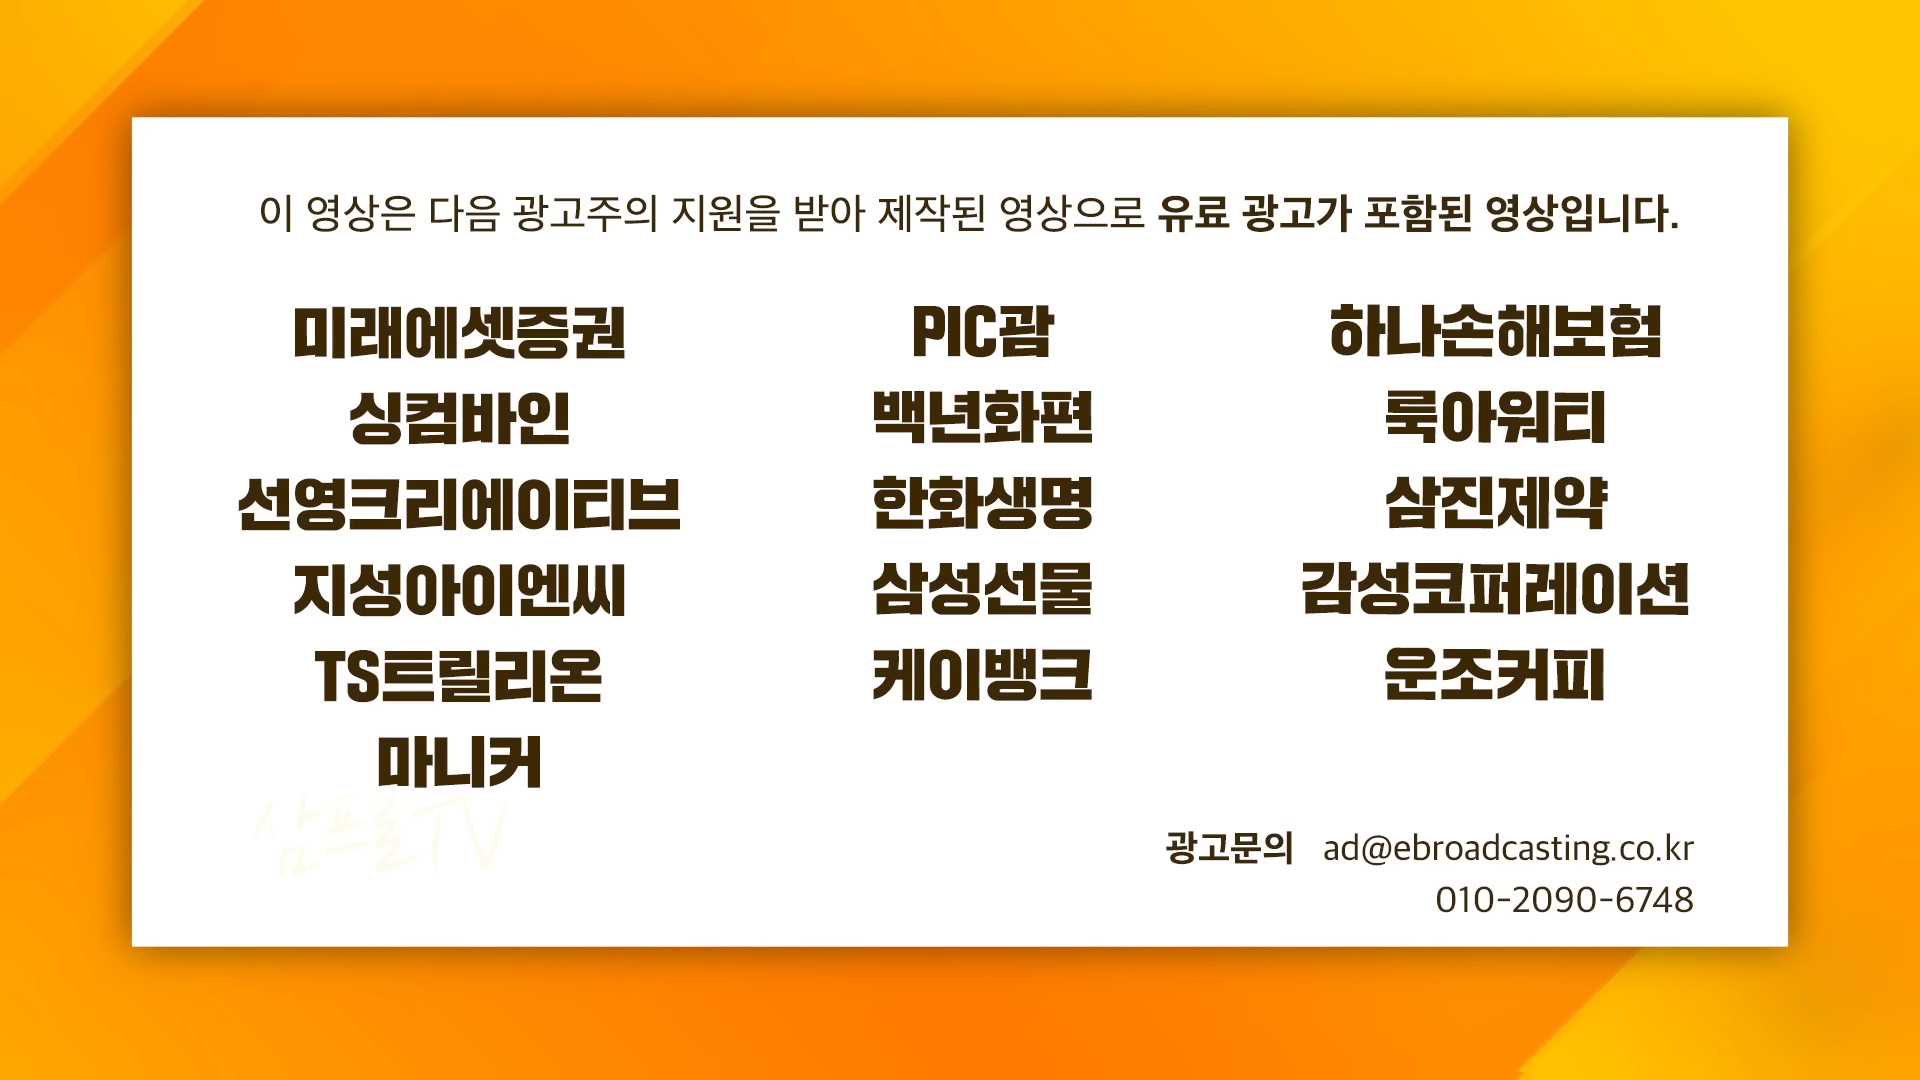 이 영상은 다음 광고주의 지원을 받아 제작된 영상으로 유료 광고가 포함된 영상입니다.
미래에셋증권
싱컴바인
선영크리에이티브
지성아이엔씨
TS트릴리온
마니커
PIC괌
백년화편
한화생명
삼성선물
케이뱅크
하나손해보험
룩아워티
삼진제약
감성코퍼레이션
운조커피
삼프로TV
광고문의 ad@ebroadcasting.co.kr
010-2090-6748